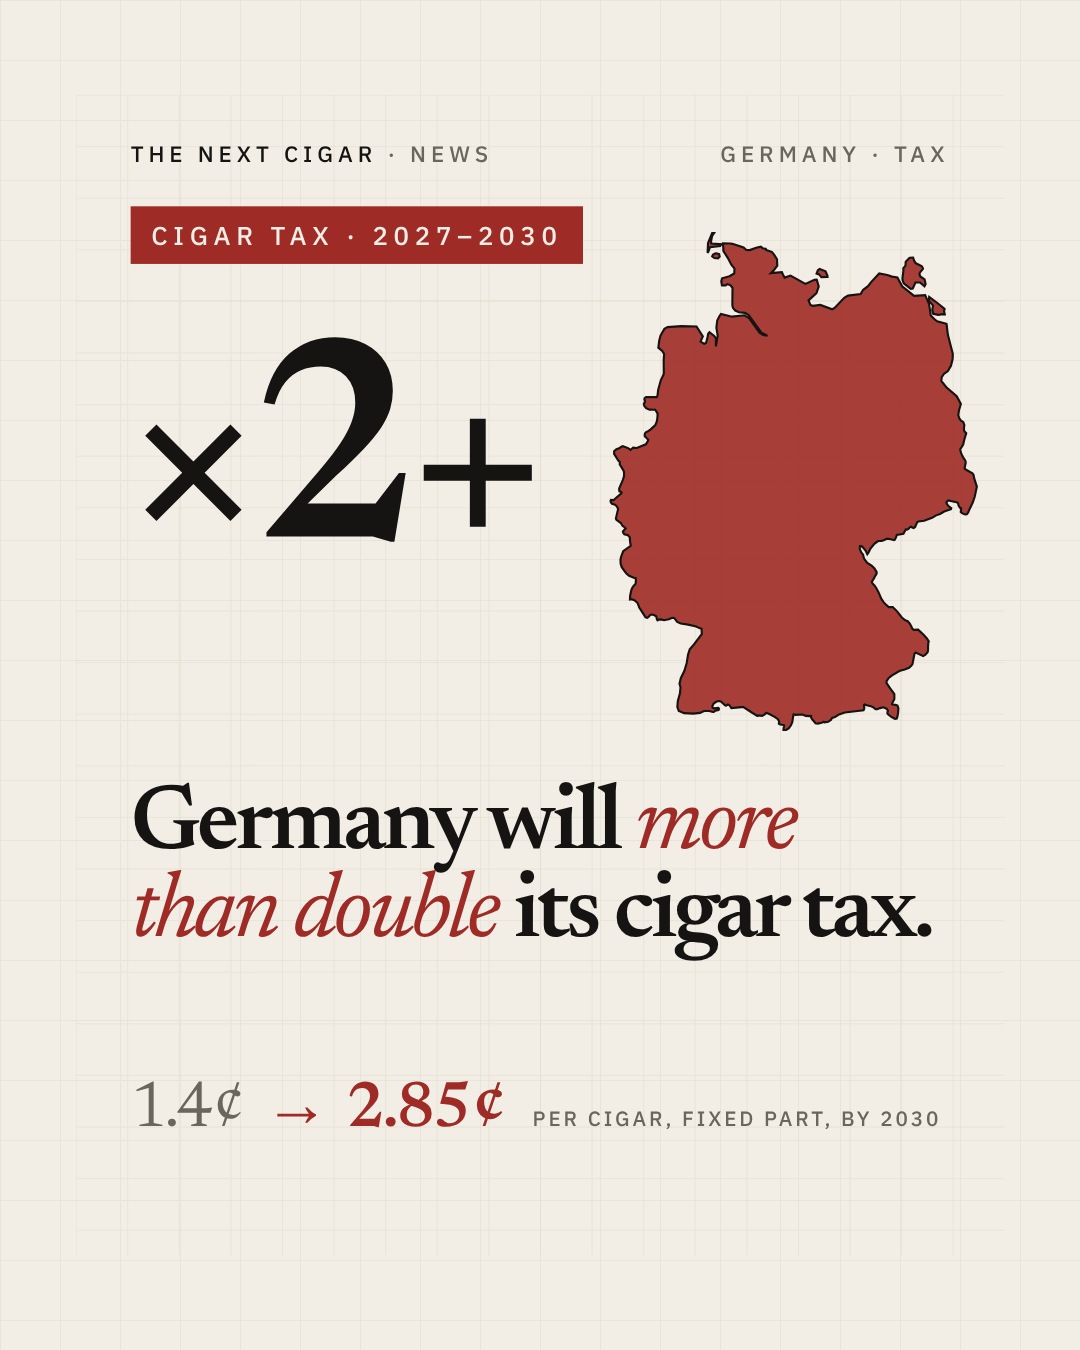 THE NEXT CIGAR · NEWS
GERMANY · TAX
CIGAR TAX · 2027–2030
×2+
Germany will more
than double its cigar tax.
1.4¢ → 2.85¢ PER CIGAR, FIXED PART, BY 2030